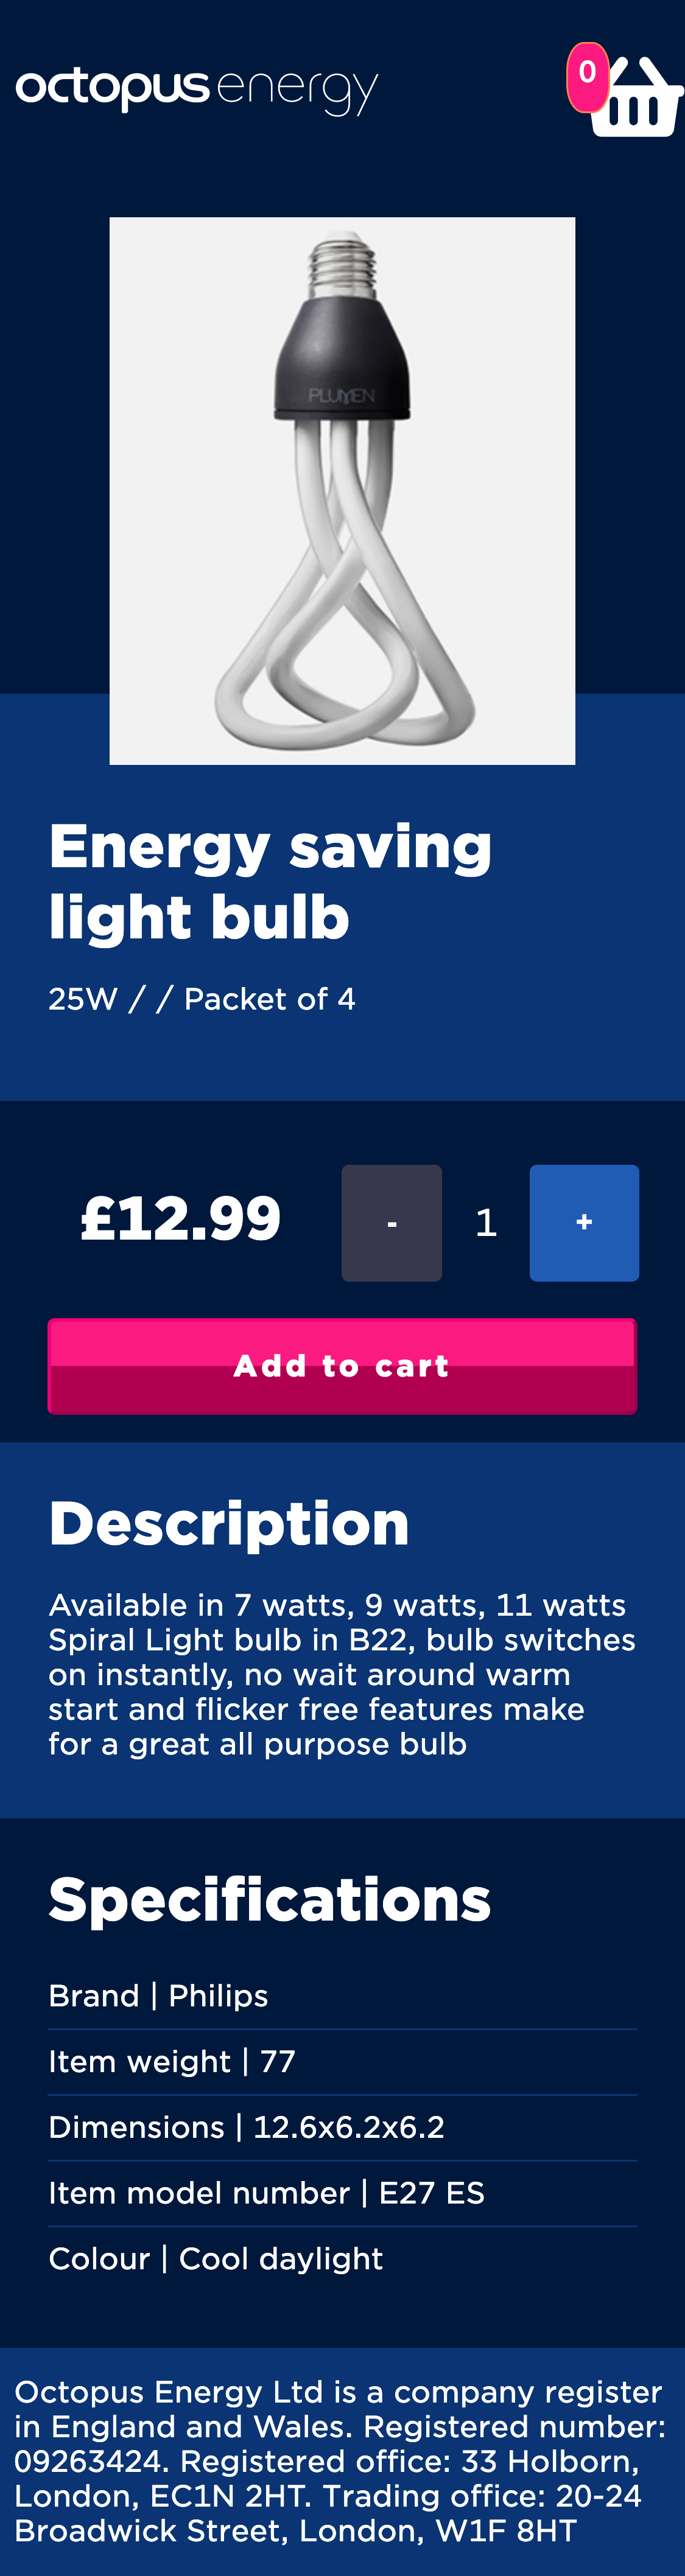 octopus energy
0
PLUMEN
Energy saving
light bulb
25W / / Packet of 4
£12.99
-
1
+
Add to cart
Description
Available in 7 watts, 9 watts, 11 watts
Spiral Light bulb in B22, bulb switches
on instantly, no wait around warm
start and flicker free features make
for a great all purpose bulb
Specifications
Brand | Philips
Item weight | 77
Dimensions | 12.6x6.2x6.2
Item model number | E27 ES
Colour | Cool daylight
Octopus Energy Ltd is a company register
in England and Wales. Registered number:
09263424. Registered office: 33 Holborn,
London, EC1N 2HT. Trading office: 20-24
Broadwick Street, London, W1F 8HT